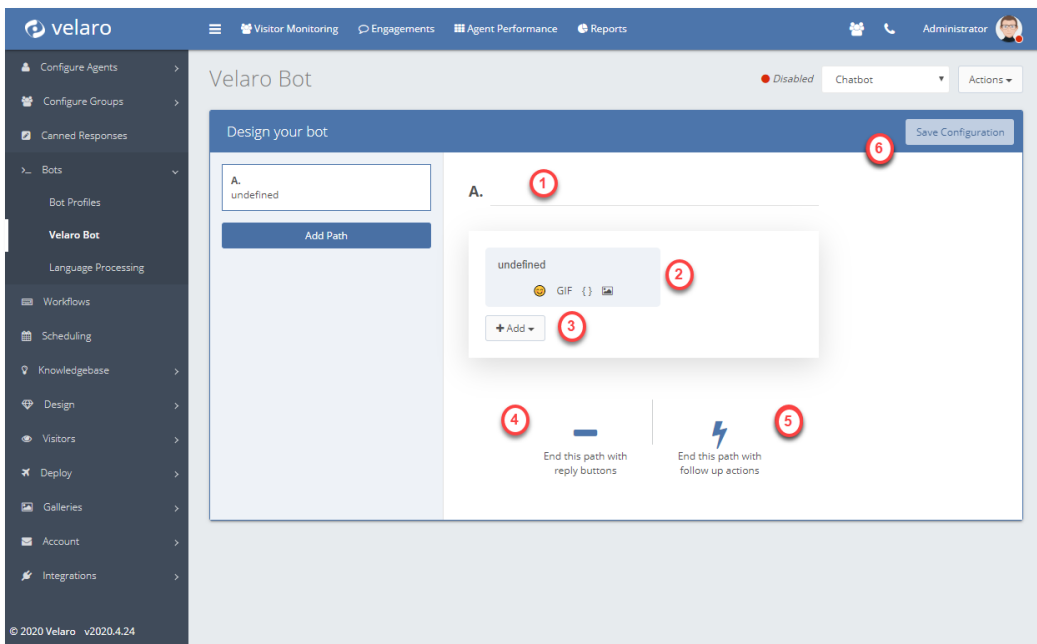 velaro
Visitor Monitoring
Engagements
Agent Performance
Reports
Administrator
Configure Agents
Configure Groups
Canned Responses
Bots
Bot Profiles
Velaro Bot
Language Processing
Workflows
Scheduling
Knowledgebase
Design
Visitors
Deploy
Galleries
Account
Integrations
© 2020 Velaro v2020.4.24
Velaro Bot
Disabled
Chatbot
Actions
Design your bot
Save Configuration
6
A.
undefined
Add Path
A.
1
undefined
GIF { }
2
+ Add
3
4
End this path with
reply buttons
5
End this path with
follow up actions